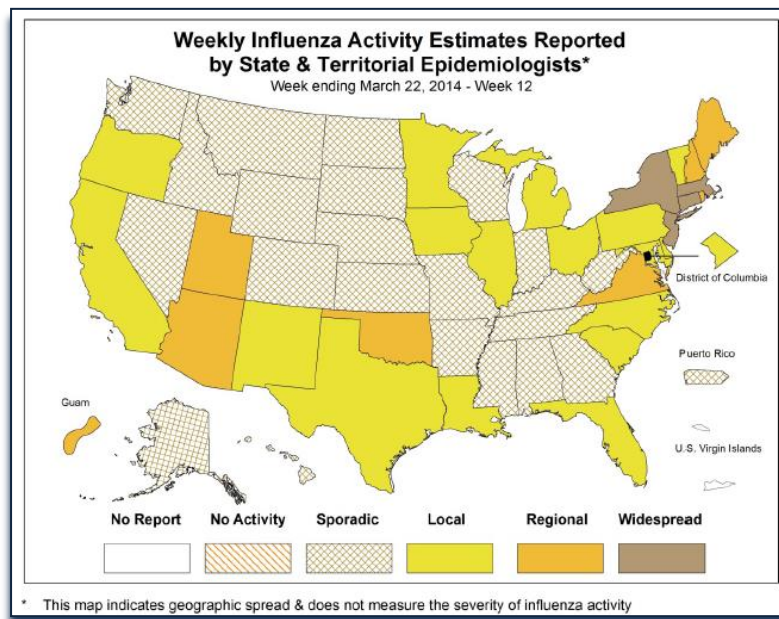 Weekly Influenza Activity Estimates Reported
by State & Territorial Epidemiologists*
Week ending March 22, 2014 - Week 12
District of Columbia
Puerto Rico
Guam
U.S. Virgin Islands
No Report No Activity Sporadic Local Regional Widespread
* This map indicates geographic spread & does not measure the severity of influenza activity